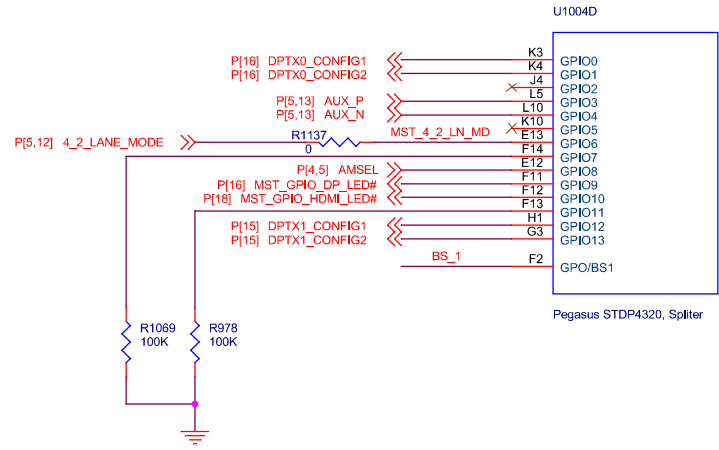 U1004D
P[16] DPTX0_CONFIG1 K3 GPIO0
P[16] DPTX0_CONFIG2 K4 GPIO1
J4 GPIO2
P[5,13] AUX_P L5 GPIO3
P[5,13] AUX_N L10 GPIO4
K10 GPIO5
P[5,12] 4_2_LANE_MODE R1137 0 MST_4_2_LN_MD E13 GPIO6
F14 GPIO7
P[4,5] AMSEL E12 GPIO8
P[16] MST_GPIO_DP_LED# F11 GPIO9
P[18] MST_GPIO_HDMI_LED# F12 GPIO10
F13 GPIO11
P[15] DPTX1_CONFIG1 H1 GPIO12
P[15] DPTX1_CONFIG2 G3 GPIO13
BS_1 F2 GPO/BS1
Pegasus STDP4320, Spliter
R1069 R978
100K 100K